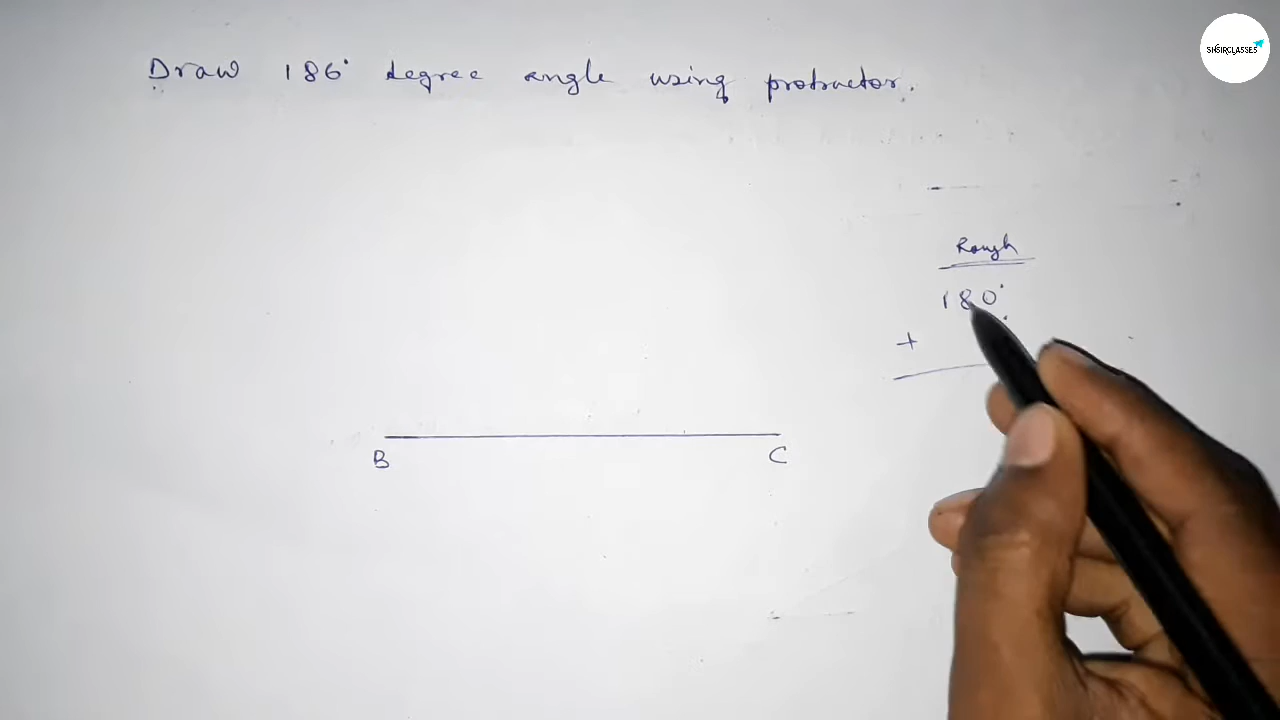 Draw 186° degree angle using protractor.
SHSIRCLASSES
Rough
180°
+
B
C